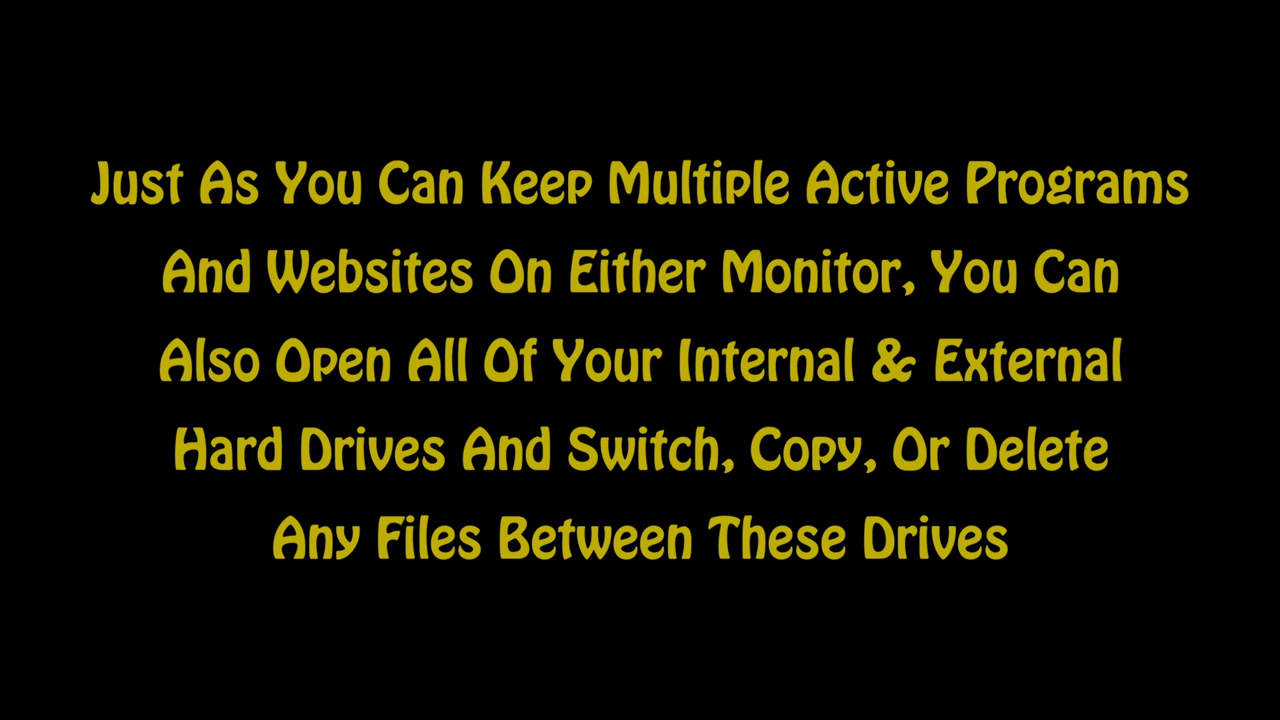 Just As You Can Keep Multiple Active Programs
And Websites On Either Monitor, You Can
Also Open All Of Your Internal & External
Hard Drives And Switch, Copy, Or Delete
Any Files Between These Drives